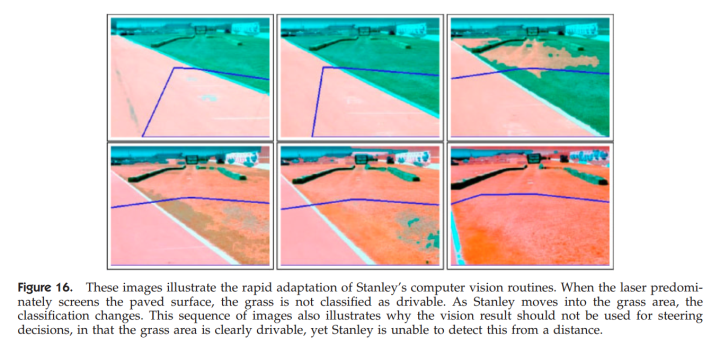 Figure 16. These images illustrate the rapid adaptation of Stanley's computer vision routines. When the laser predomi-
nately screens the paved surface, the grass is not classified as drivable. As Stanley moves into the grass area, the
classification changes. This sequence of images also illustrates why the vision result should not be used for steering
decisions, in that the grass area is clearly drivable, yet Stanley is unable to detect this from a distance.